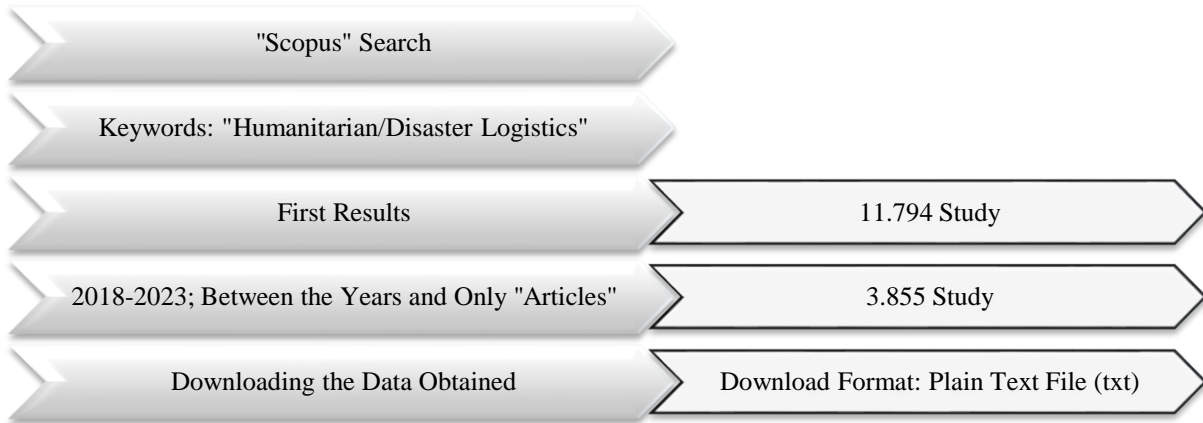 "Scopus" Search
Keywords: "Humanitarian/Disaster Logistics"
First Results
11.794 Study
2018-2023; Between the Years and Only "Articles"
3.855 Study
Downloading the Data Obtained
Download Format: Plain Text File (txt)